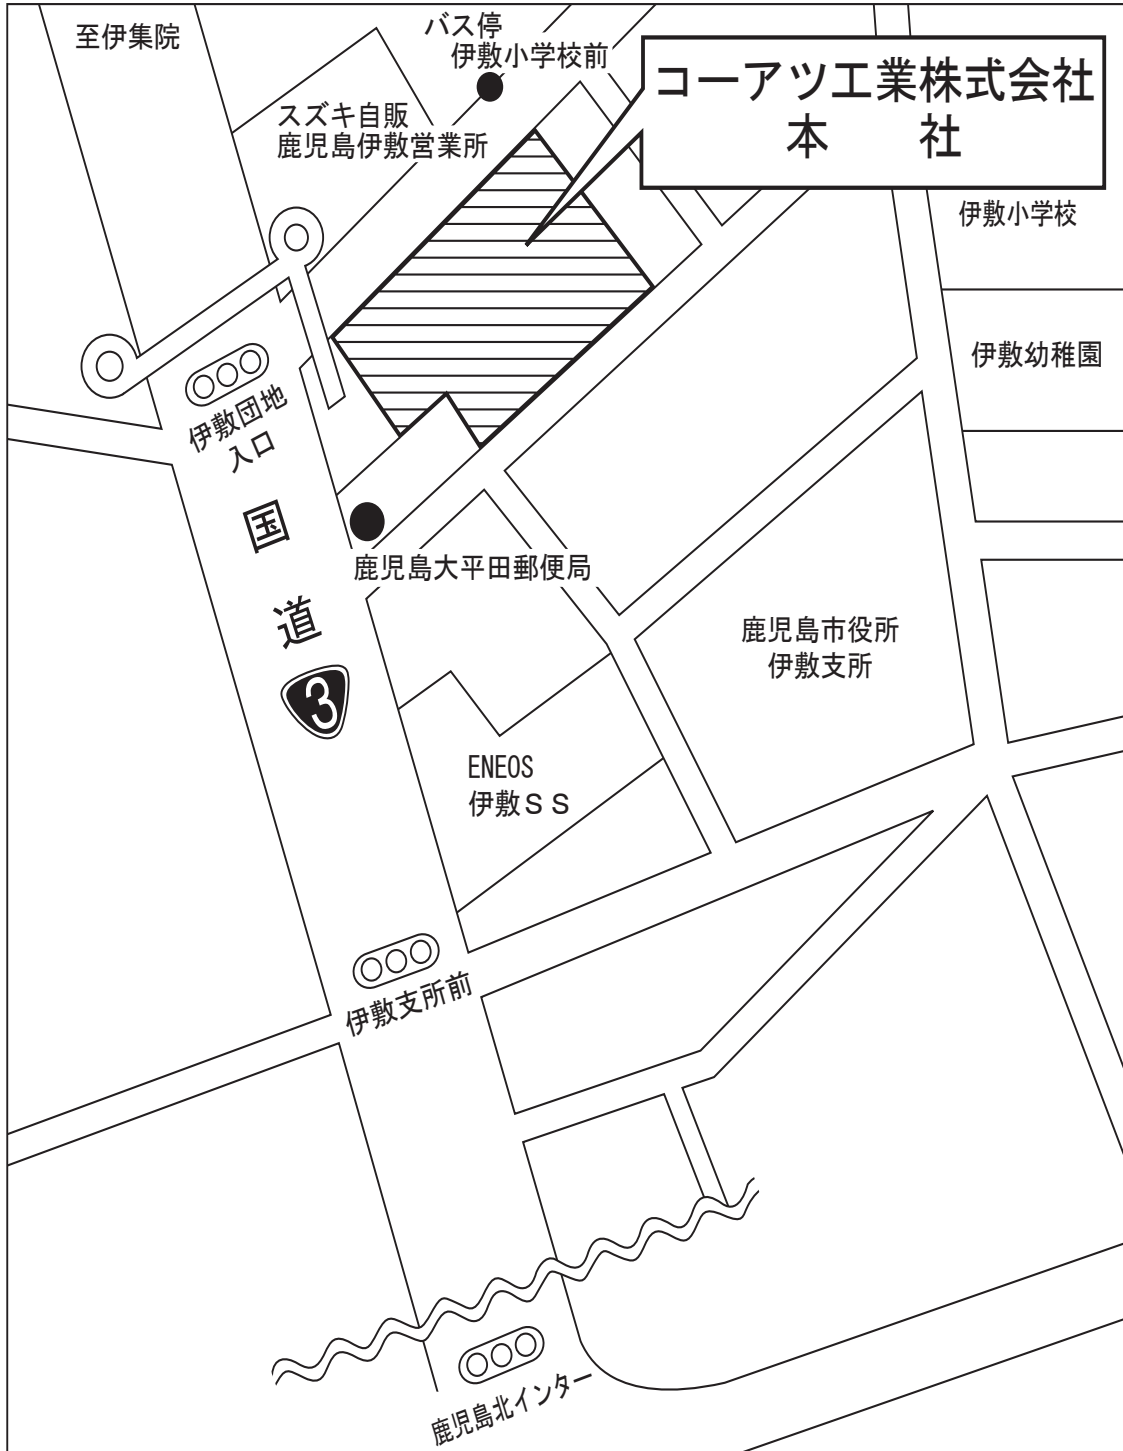 至伊集院
バス停
伊敷小学校前
コーアツ工業株式会社
本　社
スズキ自販
鹿児島伊敷営業所
伊敷小学校
伊敷幼稚園
伊敷団地
入口
国道
3
鹿児島大平田郵便局
鹿児島市役所
伊敷支所
ENEOS
伊敷ＳＳ
伊敷支所前
鹿児島北インター